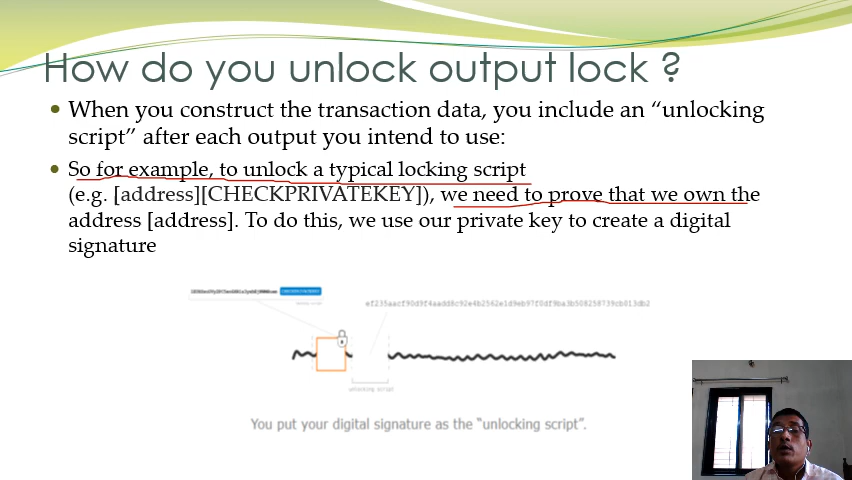 How do you unlock output lock ?
When you construct the transaction data, you include an “unlocking
script” after each output you intend to use:
So for example, to unlock a typical locking script
(e.g. [address][CHECKPRIVATEKEY]), we need to prove that we own the
address [address]. To do this, we use our private key to create a digital
signature
unlocking script
You put your digital signature as the “unlocking script”.